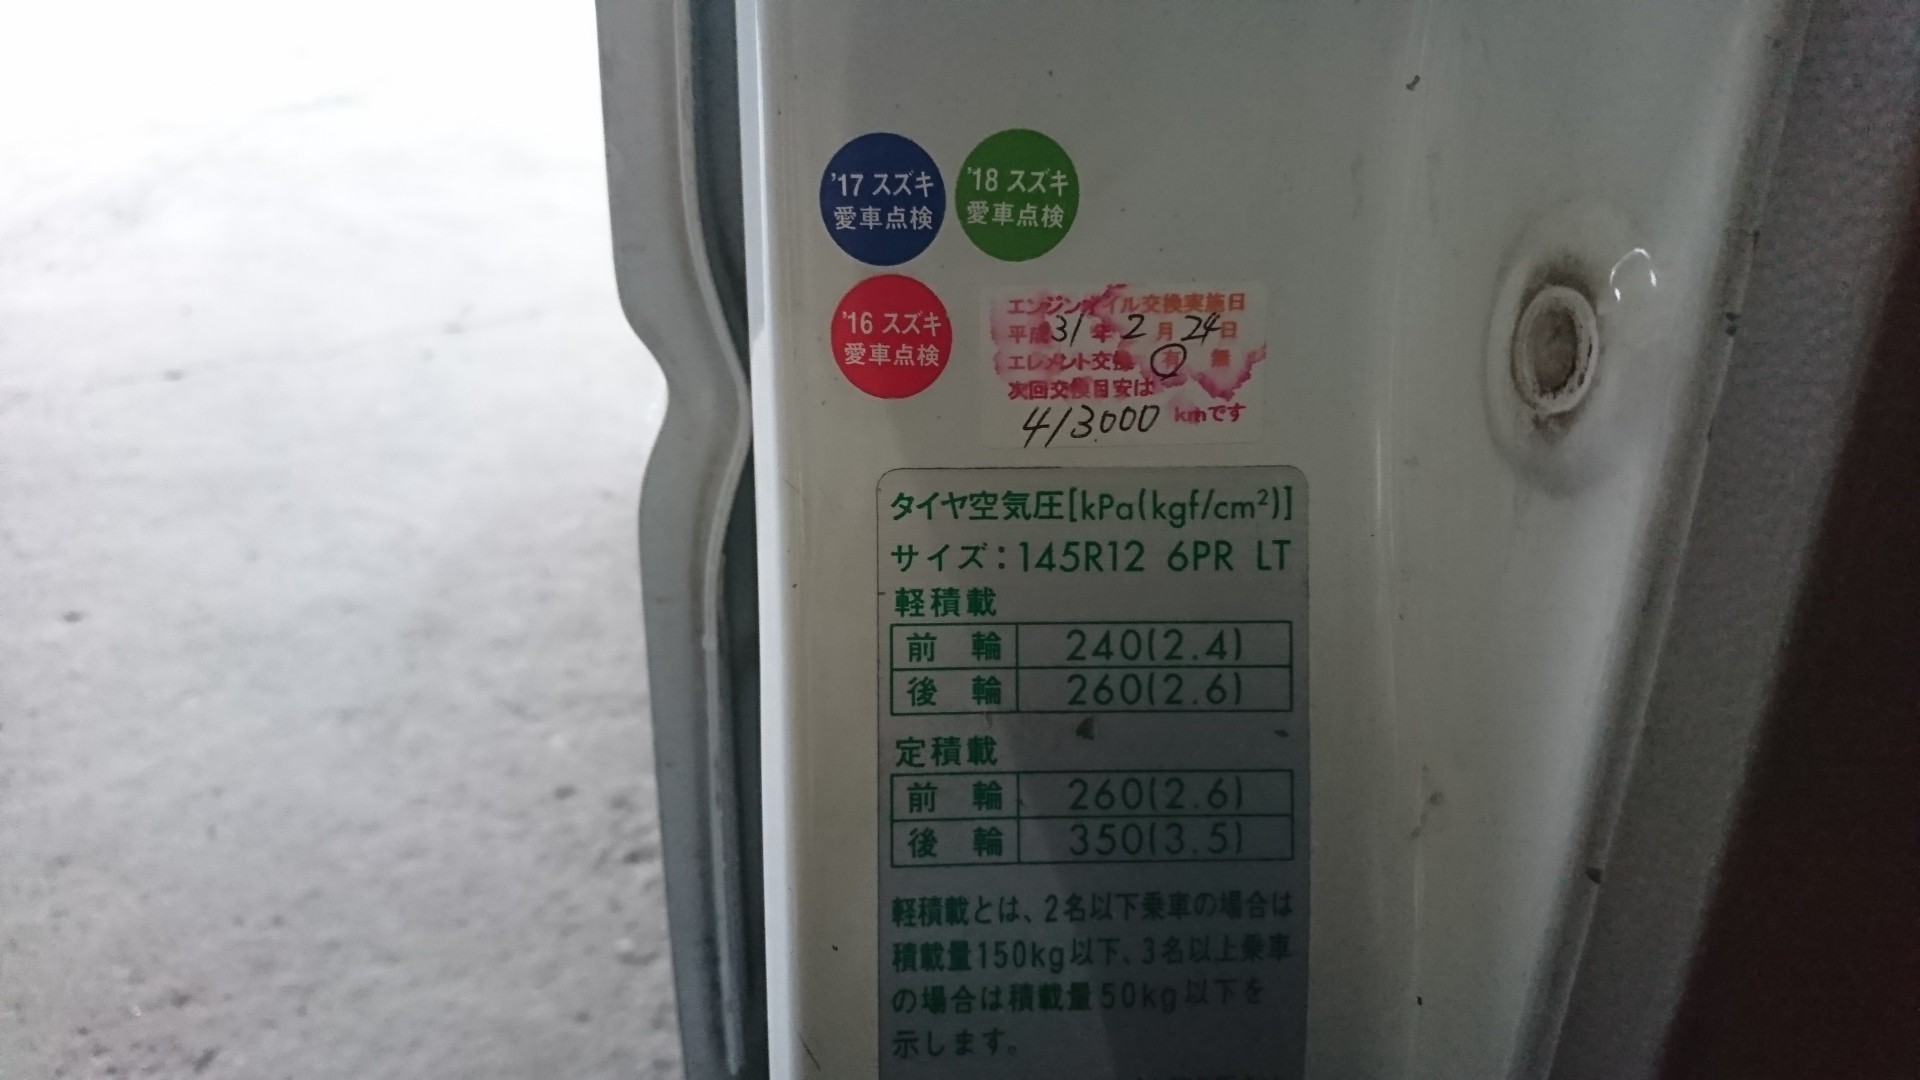 '17 スズキ
愛車点検
'18 スズキ
愛車点検
'16 スズキ
愛車点検
エンジンオイル交換実施日
平成31年2月24日
エレメント交換 有 無
次回交換目安は
413000 kmです
タイヤ空気圧[kPa(kgf/cm²)]
サイズ:145R12 6PR LT
軽積載
前輪 240(2.4)
後輪 260(2.6)
定積載
前輪 260(2.6)
後輪 350(3.5)
軽積載とは、2名以下乗車の場合は
積載量150kg以下、3名以上乗車
の場合は積載量50kg以下を
示します。